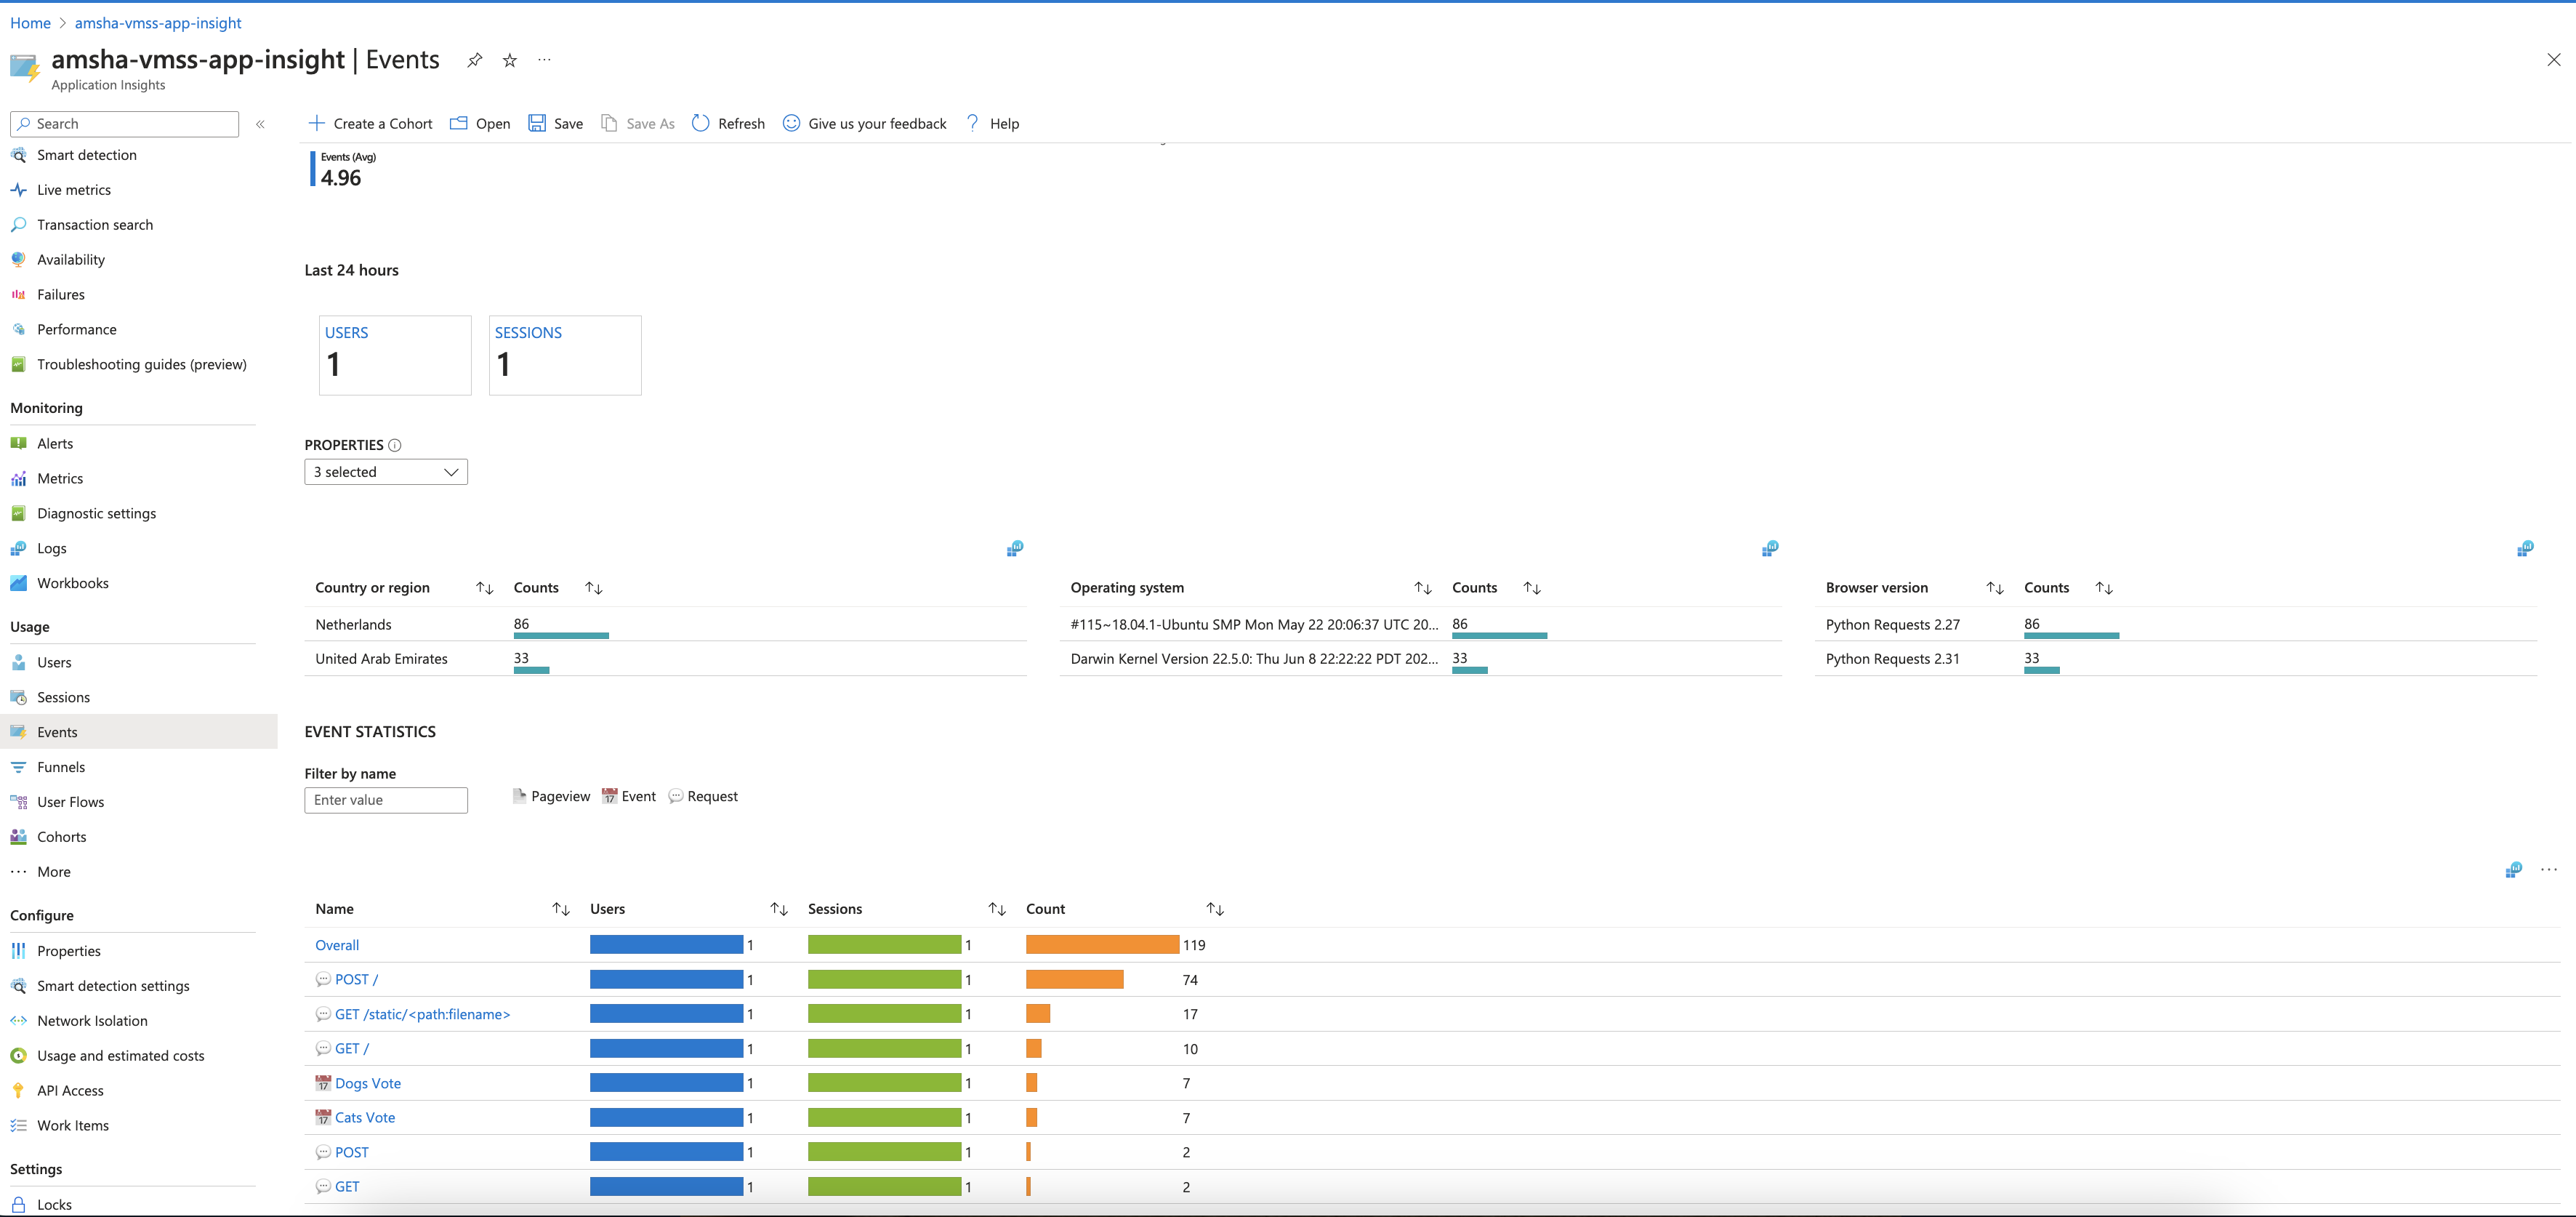 Home > amsha-vmss-app-insight
amsha-vmss-app-insight | Events
Application Insights
Search
Smart detection
Live metrics
Transaction search
Availability
Failures
Performance
Troubleshooting guides (preview)
Monitoring
Alerts
Metrics
Diagnostic settings
Logs
Workbooks
Usage
Users
Sessions
Events
Funnels
User Flows
Cohorts
More
Configure
Properties
Smart detection settings
Network Isolation
Usage and estimated costs
API Access
Work Items
Settings
Locks
Create a Cohort Open Save Save As Refresh Give us your feedback Help
Events (Avg)
4.96
Last 24 hours
USERS
1
SESSIONS
1
PROPERTIES
3 selected
Country or region Counts
Netherlands 86
United Arab Emirates 33
Operating system Counts
#115~18.04.1-Ubuntu SMP Mon May 22 20:06:37 UTC 20... 86
Darwin Kernel Version 22.5.0: Thu Jun 8 22:22:22 PDT 202... 33
Browser version Counts
Python Requests 2.27 86
Python Requests 2.31 33
EVENT STATISTICS
Filter by name
Enter value
Pageview Event Request
Name Users Sessions Count
Overall 1 1 119
POST / 1 1 74
GET /static/<path:filename> 1 1 17
GET / 1 1 10
Dogs Vote 1 1 7
Cats Vote 1 1 7
POST 1 1 2
GET 1 1 2